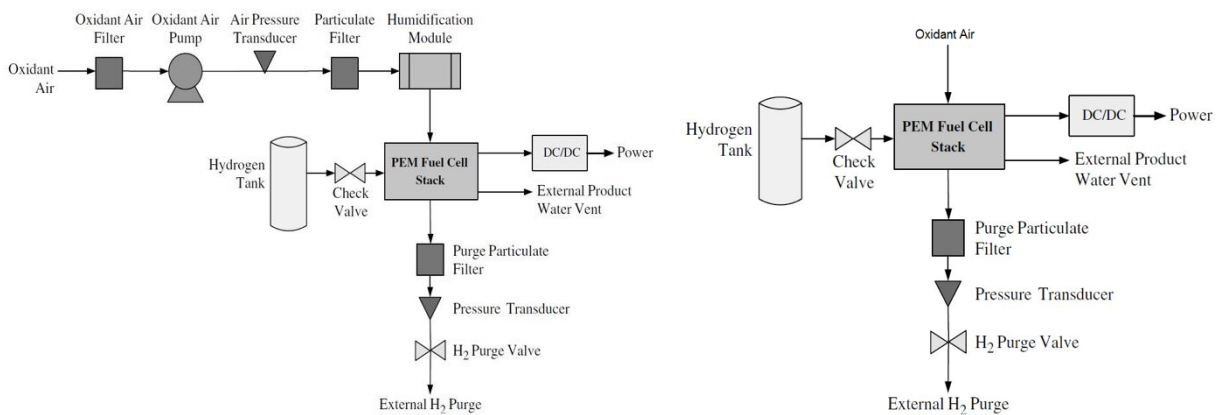 Oxidant Air
Filter
Oxidant Air
Pump
Air Pressure
Transducer
Particulate
Filter
Humidification
Module
Oxidant
Air
Hydrogen
Tank
Check
Valve
PEM Fuel Cell
Stack
DC/DC
Power
External Product
Water Vent
Purge Particulate
Filter
Pressure Transducer
H₂ Purge Valve
External H₂ Purge
Oxidant Air
Hydrogen
Tank
Check
Valve
PEM Fuel Cell
Stack
DC/DC
Power
External Product
Water Vent
Purge Particulate
Filter
Pressure Transducer
H₂ Purge Valve
External H₂ Purge